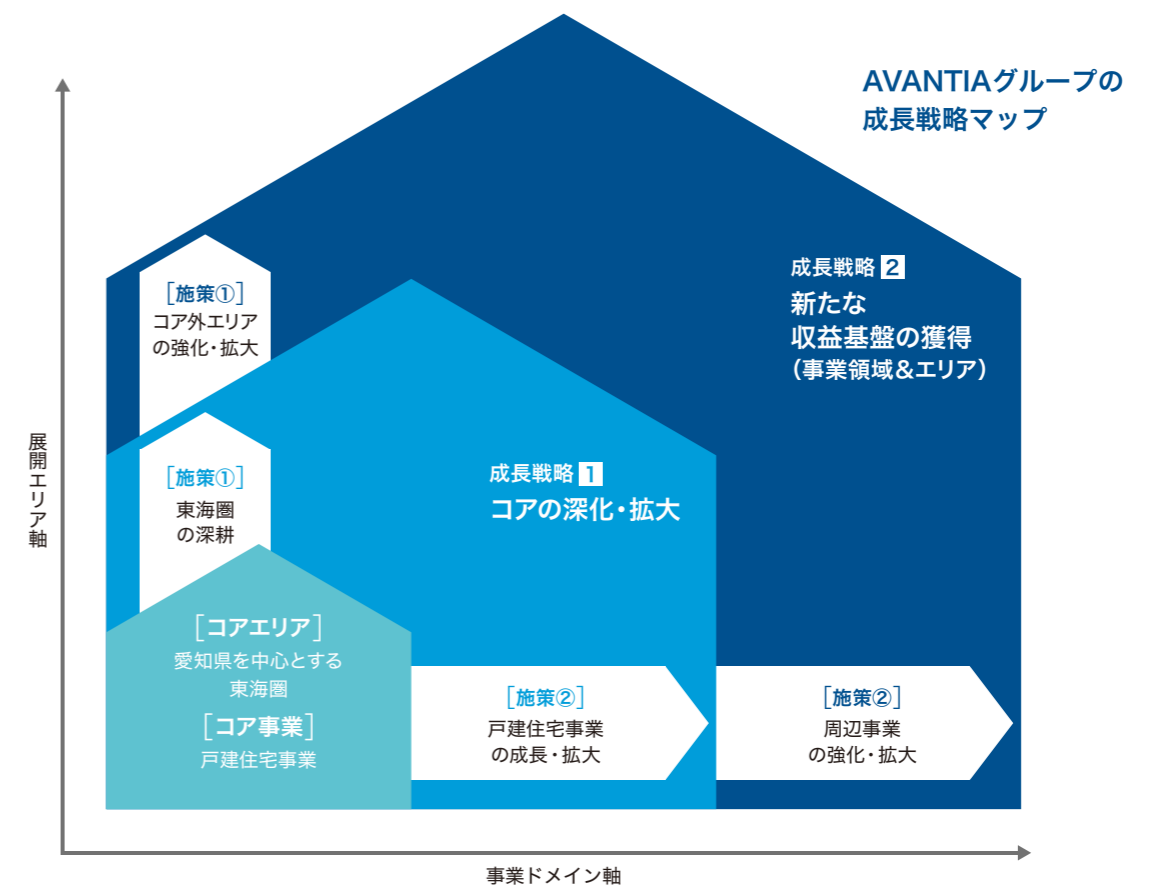 AVANTIAグループの
成長戦略マップ
展開エリア軸
［施策①］
コア外エリア
の強化・拡大
成長戦略 2
新たな
収益基盤の獲得
（事業領域＆エリア）
［施策①］
東海圏
の深耕
成長戦略 1
コアの深化・拡大
［コアエリア］
愛知県を中心とする
東海圏
［コア事業］
戸建住宅事業
［施策②］
戸建住宅事業
の成長・拡大
［施策②］
周辺事業
の強化・拡大
事業ドメイン軸